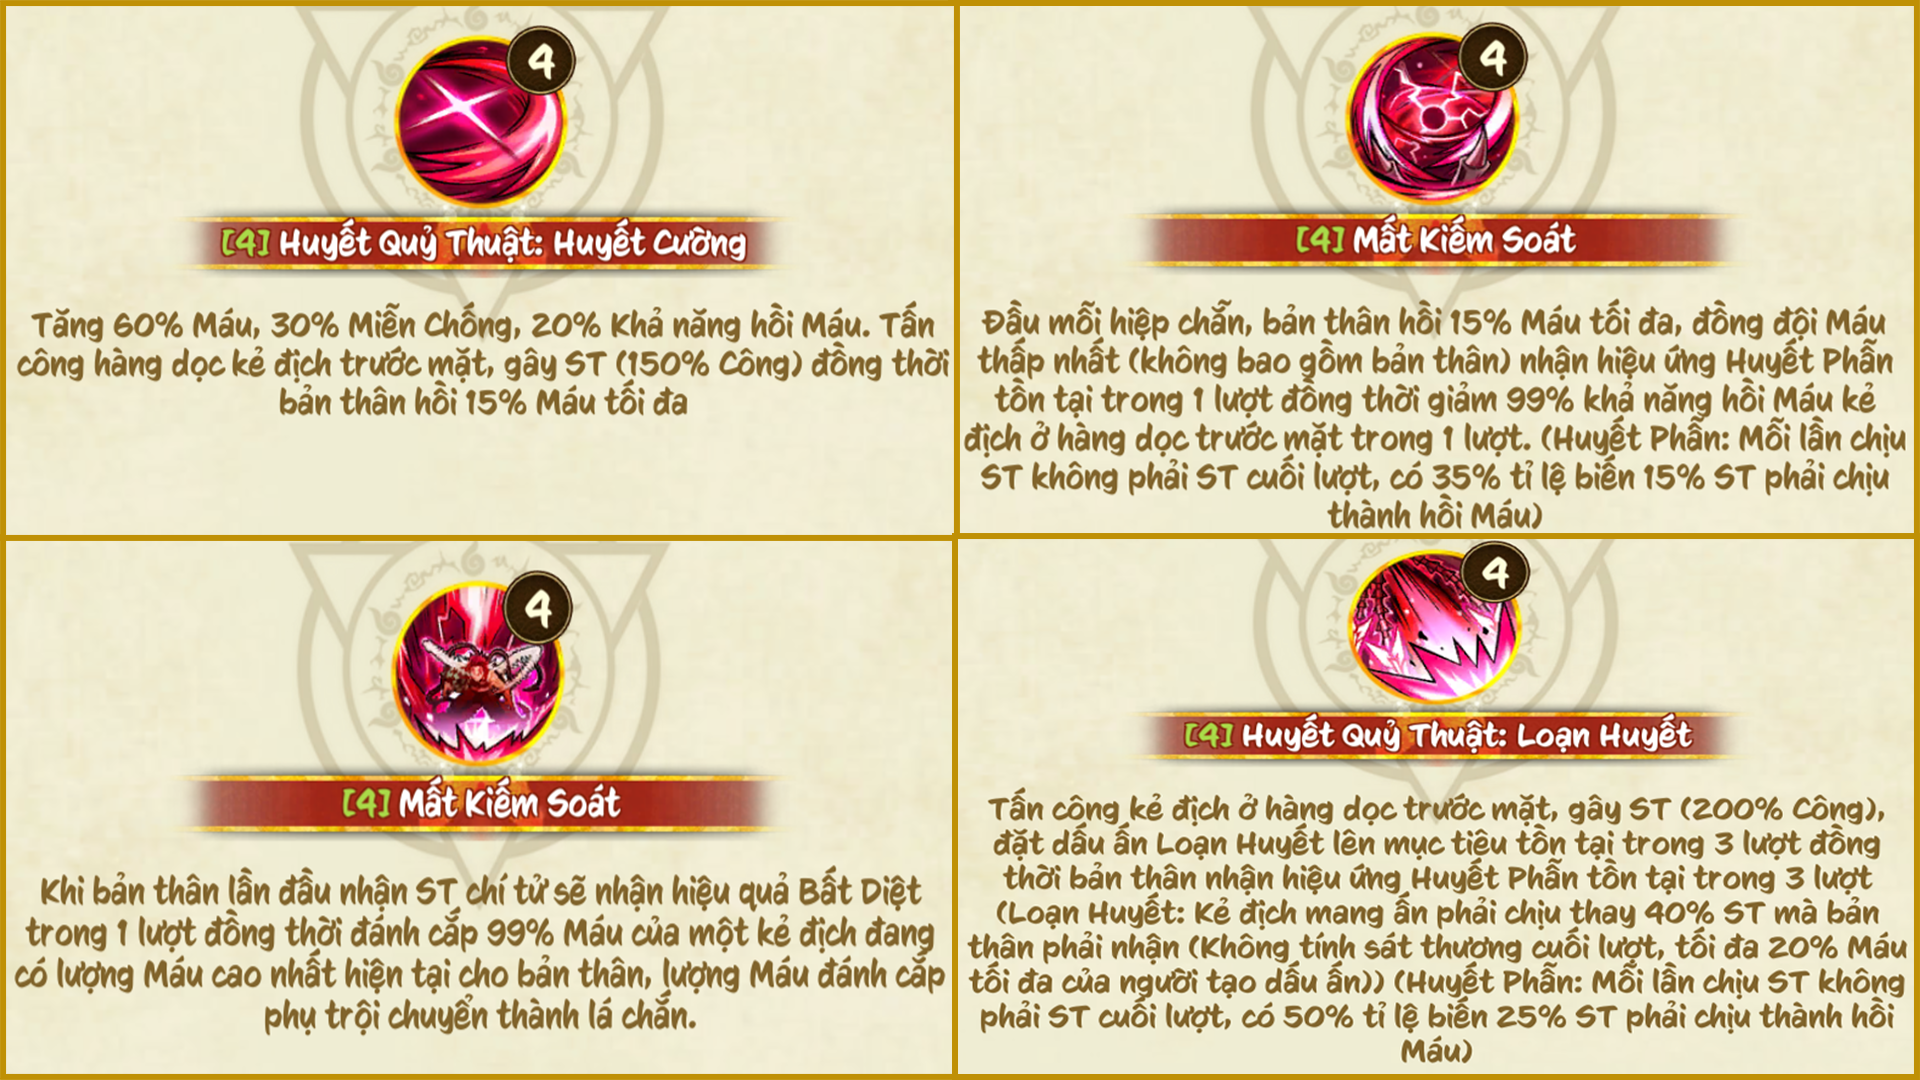 4
[4] Huyết Quỷ Thuật: Huyết Cường
Tăng 60% Máu, 30% Miễn Chống, 20% Khả năng hồi Máu. Tấn
công hàng dọc kẻ địch trước mặt, gây ST (150% Công) đồng thời
bản thân hồi 15% Máu tối đa
4
[4] Mất Kiểm Soát
Đầu mỗi hiệp chẵn, bản thân hồi 15% Máu tối đa, đồng đội Máu
thấp nhất (không bao gồm bản thân) nhận hiệu ứng Huyết Phẫn
tồn tại trong 1 lượt đồng thời giảm 99% khả năng hồi Máu kẻ
địch ở hàng dọc trước mặt trong 1 lượt. (Huyết Phẫn: Mỗi lần chịu
ST không phải ST cuối lượt, có 35% tỉ lệ biến 15% ST phải chịu
thành hồi Máu)
4
[4] Mất Kiểm Soát
Khi bản thân lần đầu nhận ST chí tử sẽ nhận hiệu quả Bất Diệt
trong 1 lượt đồng thời đánh cắp 99% Máu của một kẻ địch đang
có lượng Máu cao nhất hiện tại cho bản thân, lượng Máu đánh cắp
phụ trội chuyển thành lá chắn.
4
[4] Huyết Quỷ Thuật: Loạn Huyết
Tấn công kẻ địch ở hàng dọc trước mặt, gây ST (200% Công),
đặt dấu ấn Loạn Huyết lên mục tiêu tồn tại trong 3 lượt đồng
thời bản thân nhận hiệu ứng Huyết Phẫn tồn tại trong 3 lượt
(Loạn Huyết: Kẻ địch mang ấn phải chịu thay 40% ST mà bản
thân phải nhận (Không tính sát thương cuối lượt, tối đa 20% Máu
tối đa của người tạo dấu ấn)) (Huyết Phẫn: Mỗi lần chịu ST không
phải ST cuối lượt, có 50% tỉ lệ biến 25% ST phải chịu thành hồi
Máu)